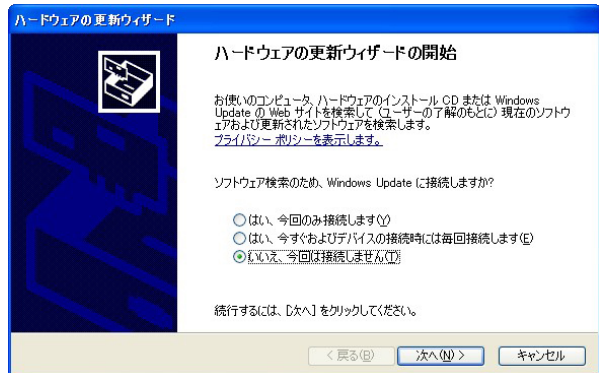 ハードウェアの更新ウィザード
ハードウェアの更新ウィザードの開始
お使いのコンピュータ、ハードウェアのインストール CD または Windows
Update の Web サイトを検索して（ユーザーの了解のもとに）現在のソフトウ
ェアおよび更新されたソフトウェアを検索します。
プライバシー ポリシーを表示します。
ソフトウェア検索のため、Windows Update に接続しますか?
はい、今回のみ接続します(Y)
はい、今すぐおよびデバイスの接続時には毎回接続します(E)
いいえ、今回は接続しません(T)
続行するには、[次へ] をクリックしてください。
< 戻る(B)
次へ(N) >
キャンセル